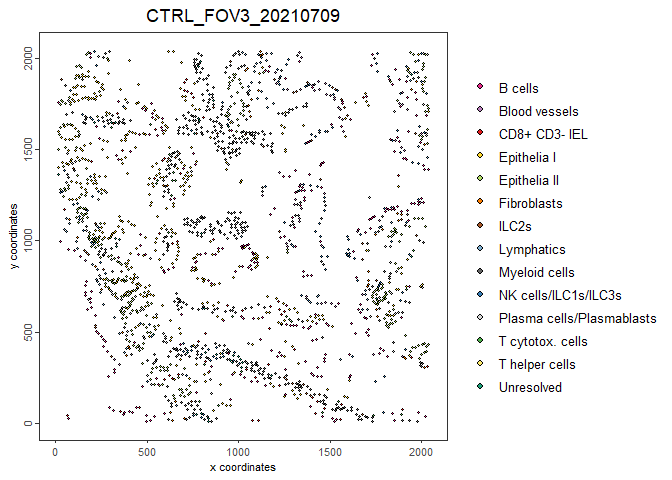 CTRL_FOV3_20210709
y coordinates
2000
1500
1000
500
0
0 500 1000 1500 2000
x coordinates
B cells
Blood vessels
CD8+ CD3- IEL
Epithelia I
Epithelia II
Fibroblasts
ILC2s
Lymphatics
Myeloid cells
NK cells/ILC1s/ILC3s
Plasma cells/Plasmablasts
T cytotox. cells
T helper cells
Unresolved